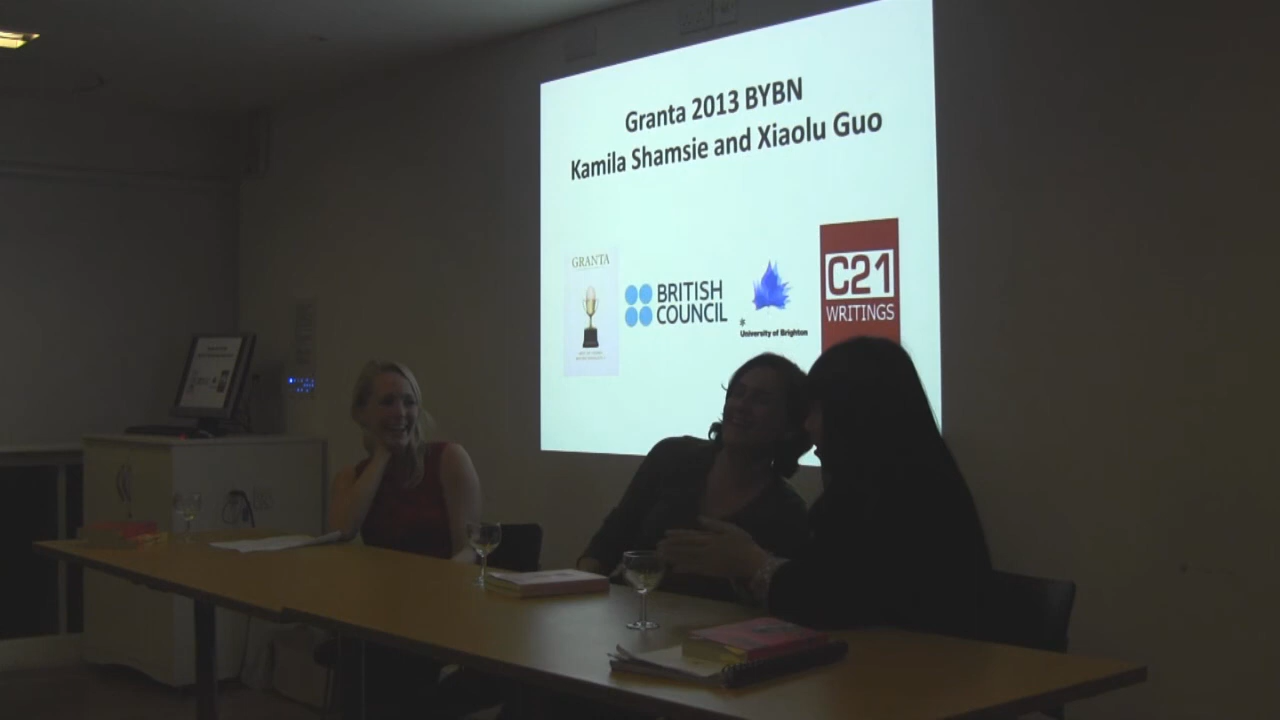 Granta 2013 BYBN
Kamila Shamsie and Xiaolu Guo
GRANTA
BRITISH
COUNCIL
*
University of Brighton
C21
WRITINGS